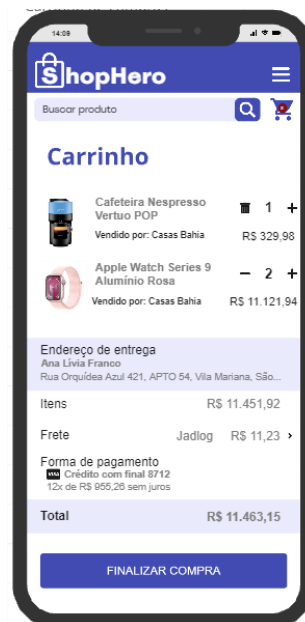 14:09
ShopHero
Buscar produto
Carrinho
Cafeteira Nespresso
Vertuo POP
1 +
Vendido por: Casas Bahia
R$ 329,98
Apple Watch Series 9
Alumínio Rosa
− 2 +
Vendido por: Casas Bahia
R$ 11.121,94
Endereço de entrega
Ana Livia Franco
Rua Orquídea Azul 421, APTO 54, Vila Mariana, São...
Itens R$ 11.451,92
Frete Jadlog R$ 11,23 ›
Forma de pagamento
VISA Crédito com final 8712
12x de R$ 955,26 sem juros
Total R$ 11.463,15
FINALIZAR COMPRA